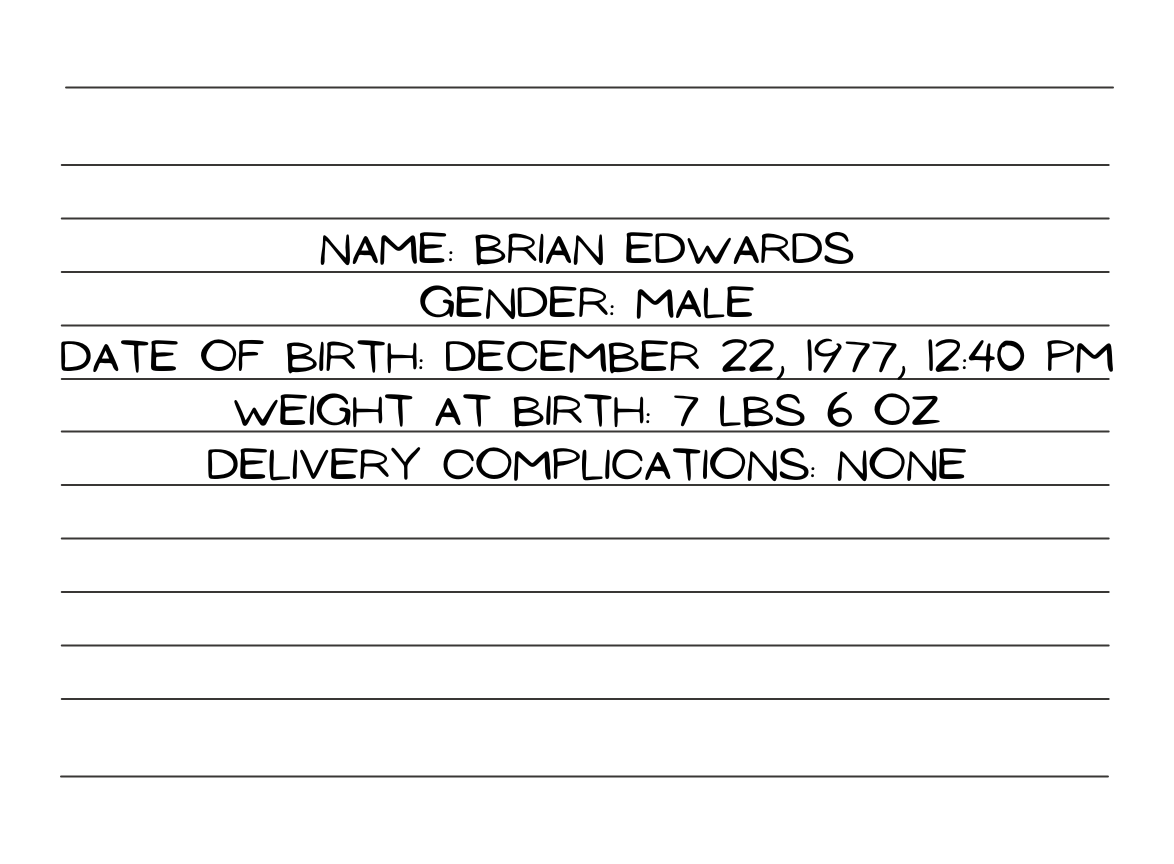 NAME: BRIAN EDWARDS
GENDER: MALE
DATE OF BIRTH: DECEMBER 22, 1977, 12:40 PM
WEIGHT AT BIRTH: 7 LBS 6 OZ
DELIVERY COMPLICATIONS: NONE